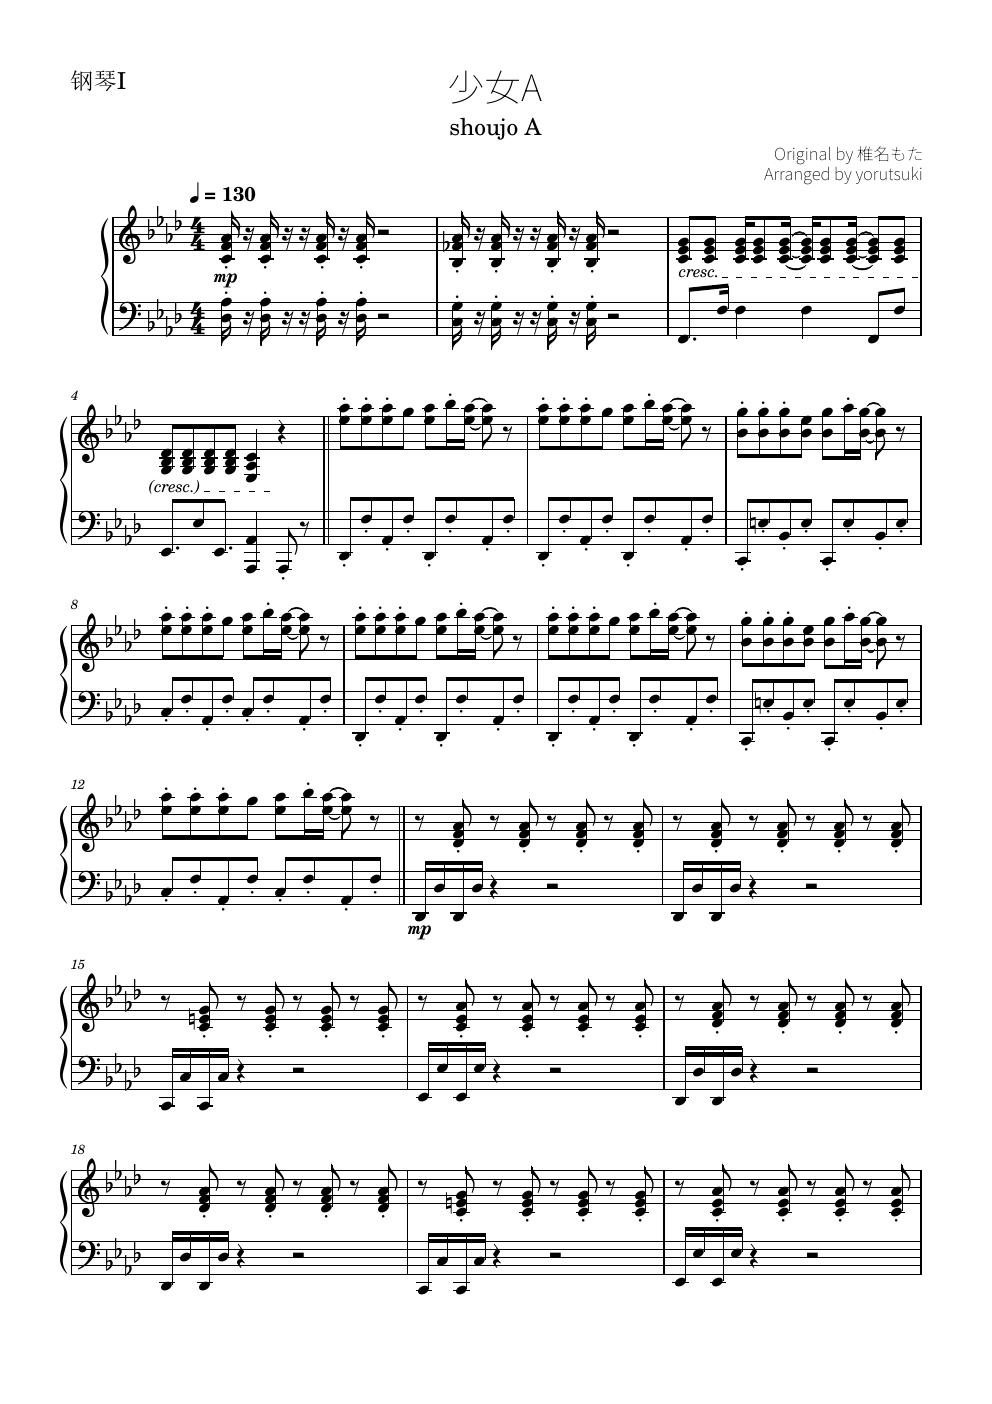 钢琴I
少女A
shoujo A
Original by 椎名もた
Arranged by yorutsuki
= 130
mp
cresc.
4
(cresc.)
8
12
mp
15
18